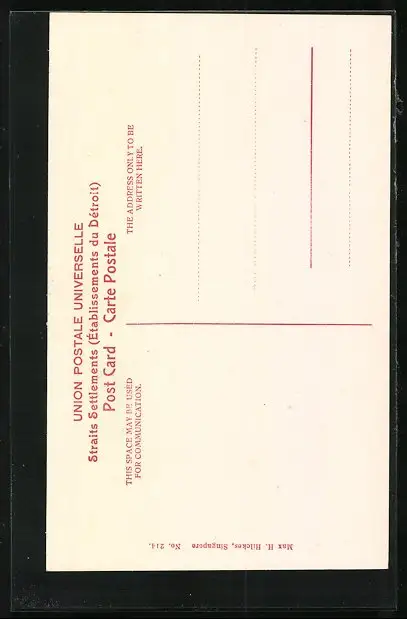 UNION POSTALE UNIVERSELLE
Straits Settlements (Établissements du Détroit)
Post Card - Carte Postale
THIS SPACE MAY BE USED
FOR COMMUNICATION.
THE ADDRESS ONLY TO BE
WRITTEN HERE.
Max H. Hilckes, Singapore No. 214.